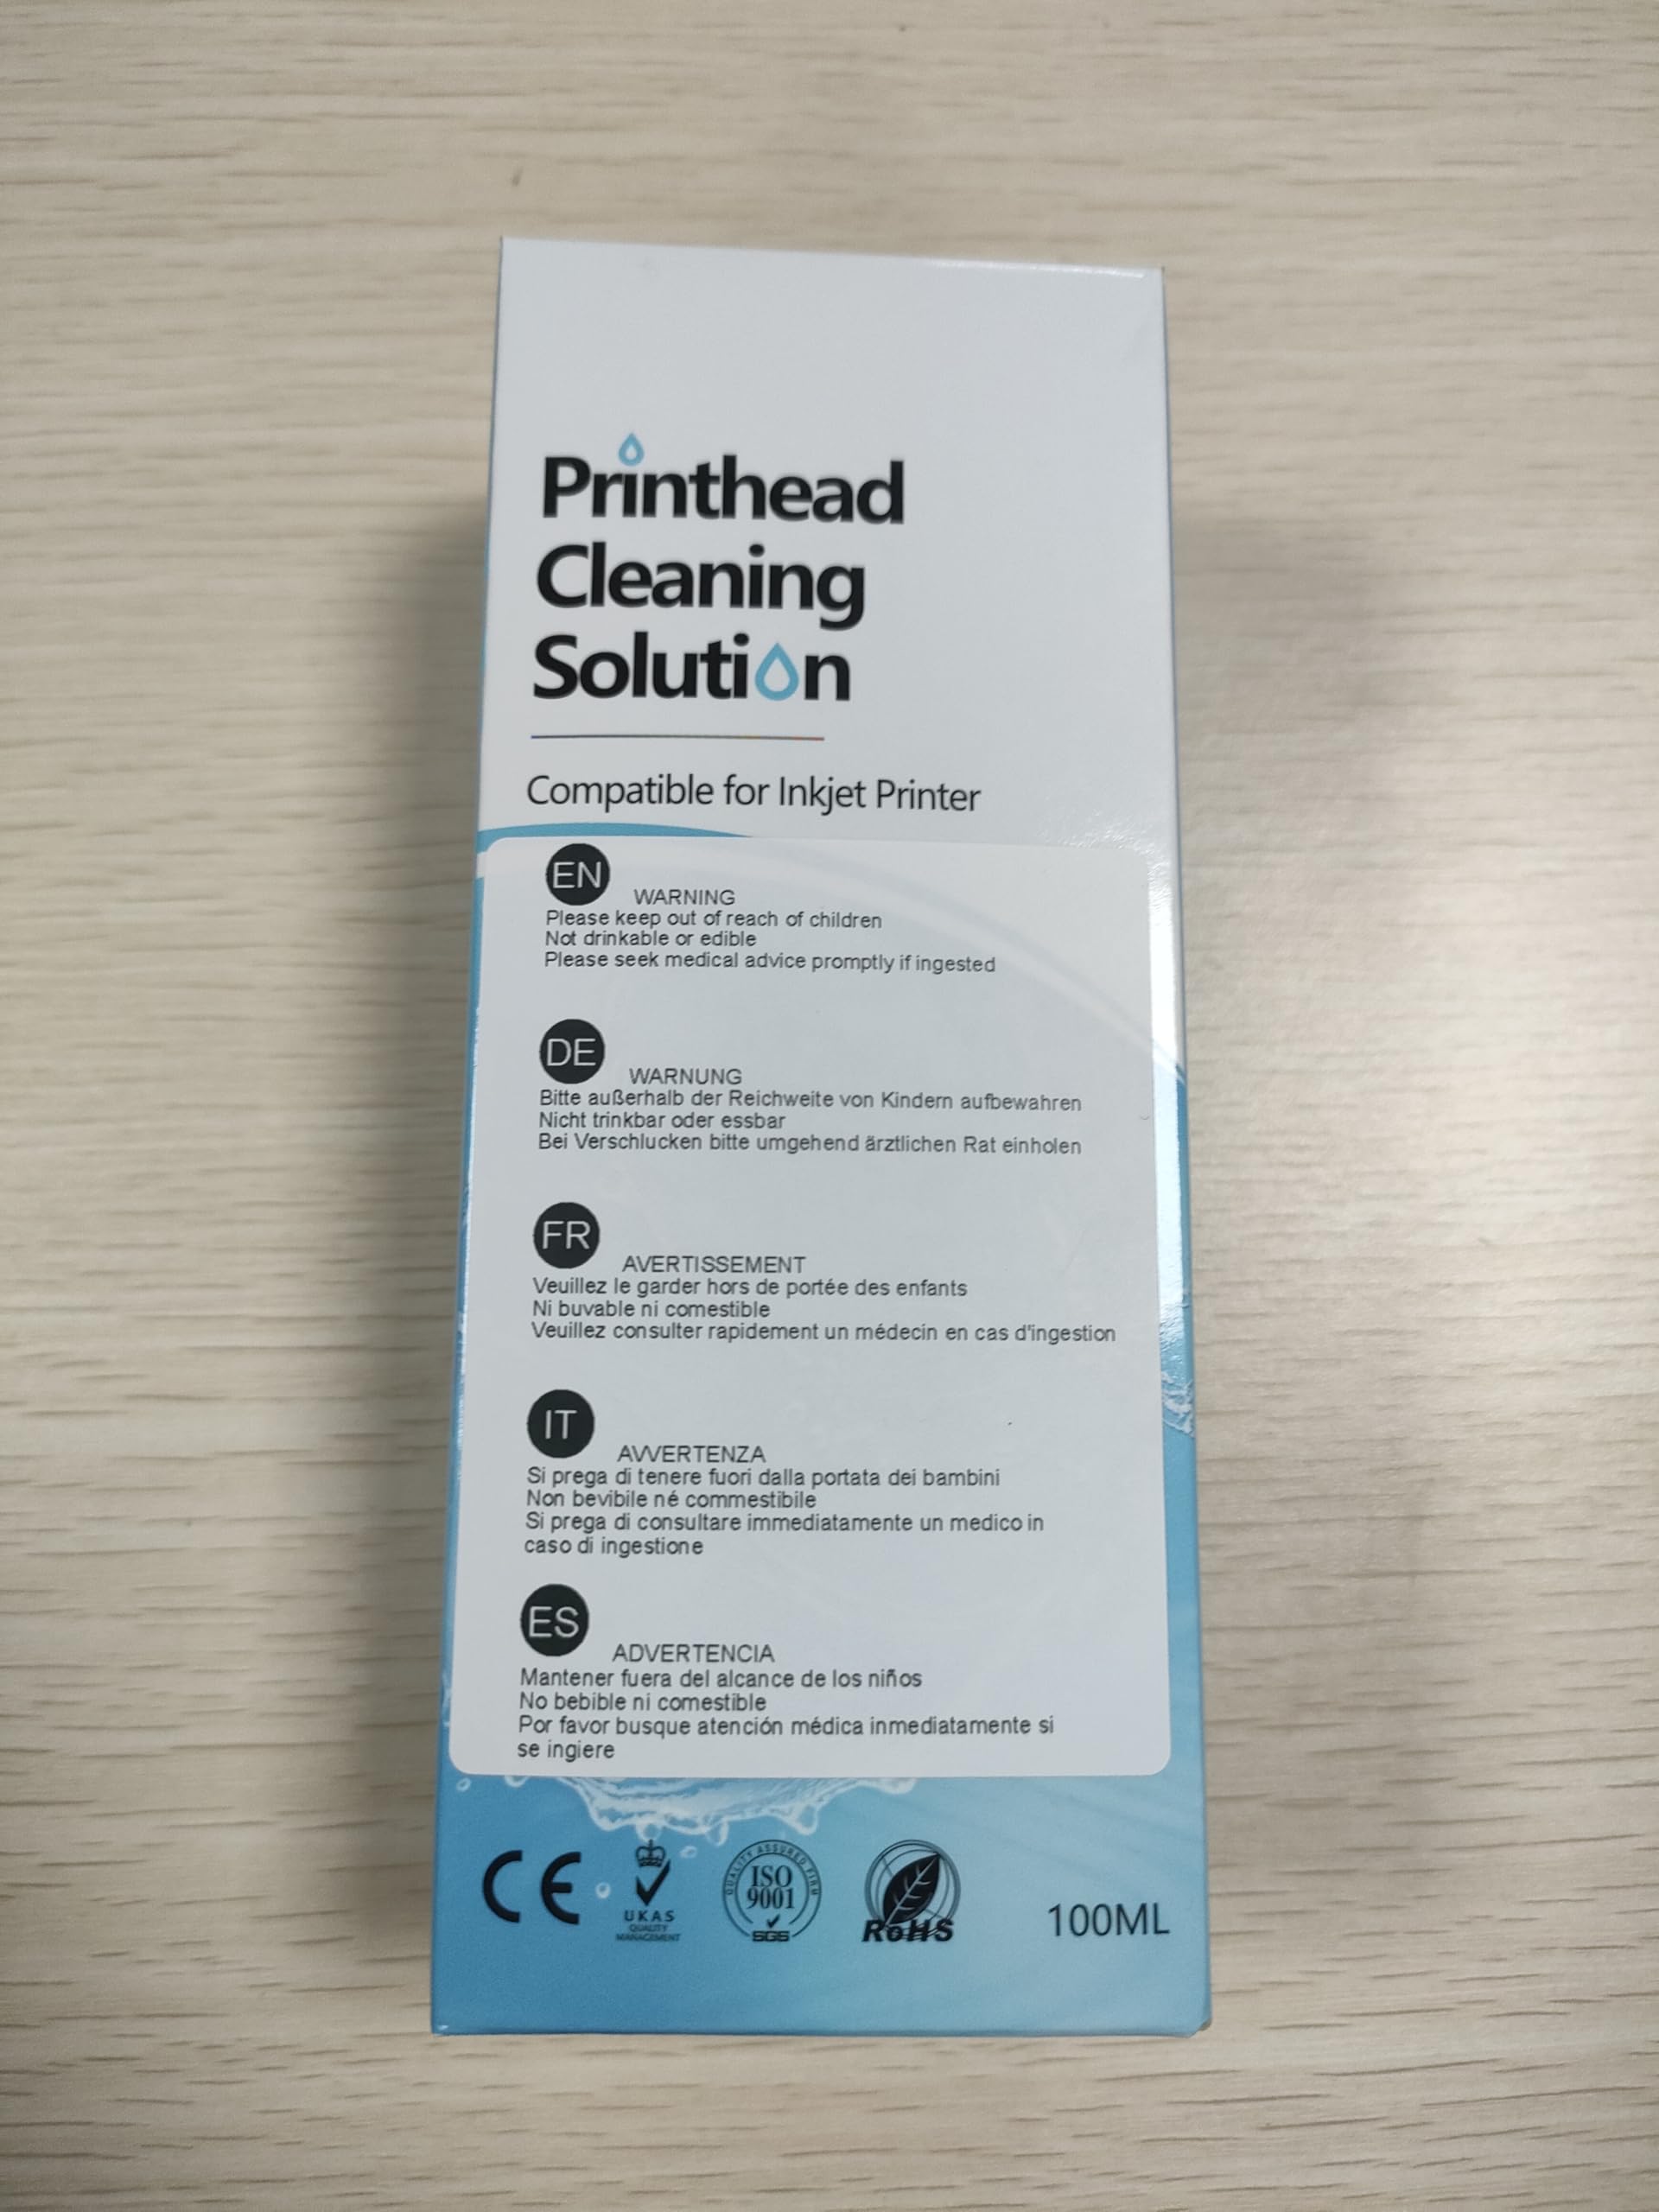 Printhead
Cleaning
Solution
Compatible for Inkjet Printer
EN
WARNING
Please keep out of reach of children
Not drinkable or edible
Please seek medical advice promptly if ingested
DE
WARNUNG
Bitte außerhalb der Reichweite von Kindern aufbewahren
Nicht trinkbar oder essbar
Bei Verschlucken bitte umgehend ärztlichen Rat einholen
FR
AVERTISSEMENT
Veuillez le garder hors de portée des enfants
Ni buvable ni comestible
Veuillez consulter rapidement un médecin en cas d'ingestion
IT
AVVERTENZA
Si prega di tenere fuori dalla portata dei bambini
Non bevibile né commestibile
Si prega di consultare immediatamente un medico in
caso di ingestione
ES
ADVERTENCIA
Mantener fuera del alcance de los niños
No bebible ni comestible
Por favor busque atención médica inmediatamente si
se ingiere
CE
UKAS
QUALITY
MANAGEMENT
QUALITY ASSURED FIRM
ISO
9001
SGS
RoHS
100ML